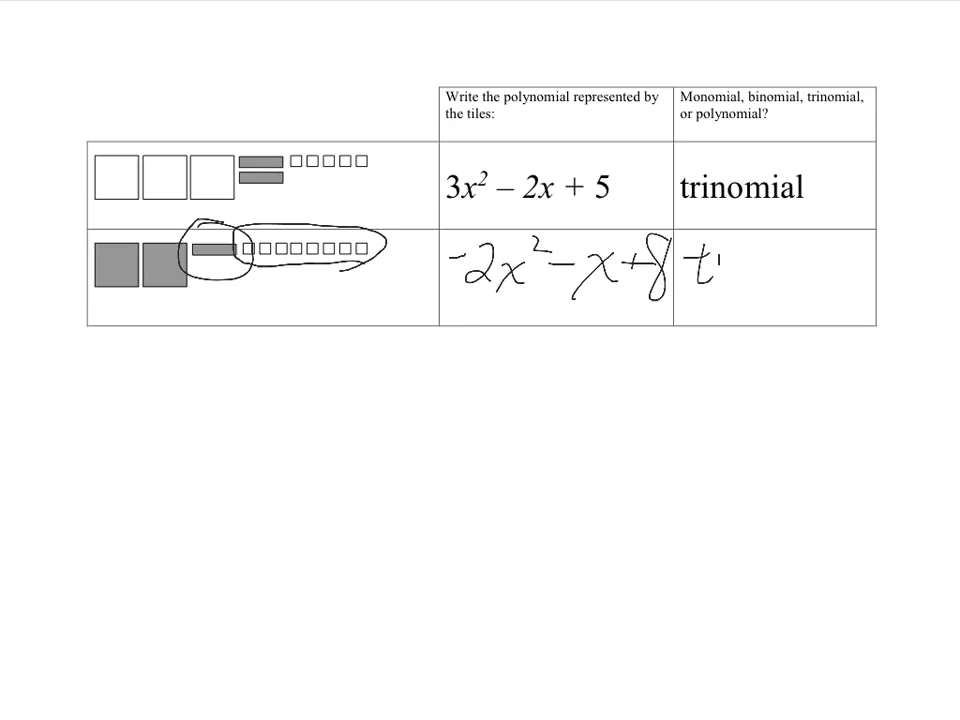 Write the polynomial represented by
the tiles:
Monomial, binomial, trinomial,
or polynomial?
3x² – 2x + 5
trinomial
-2x² - x + 8